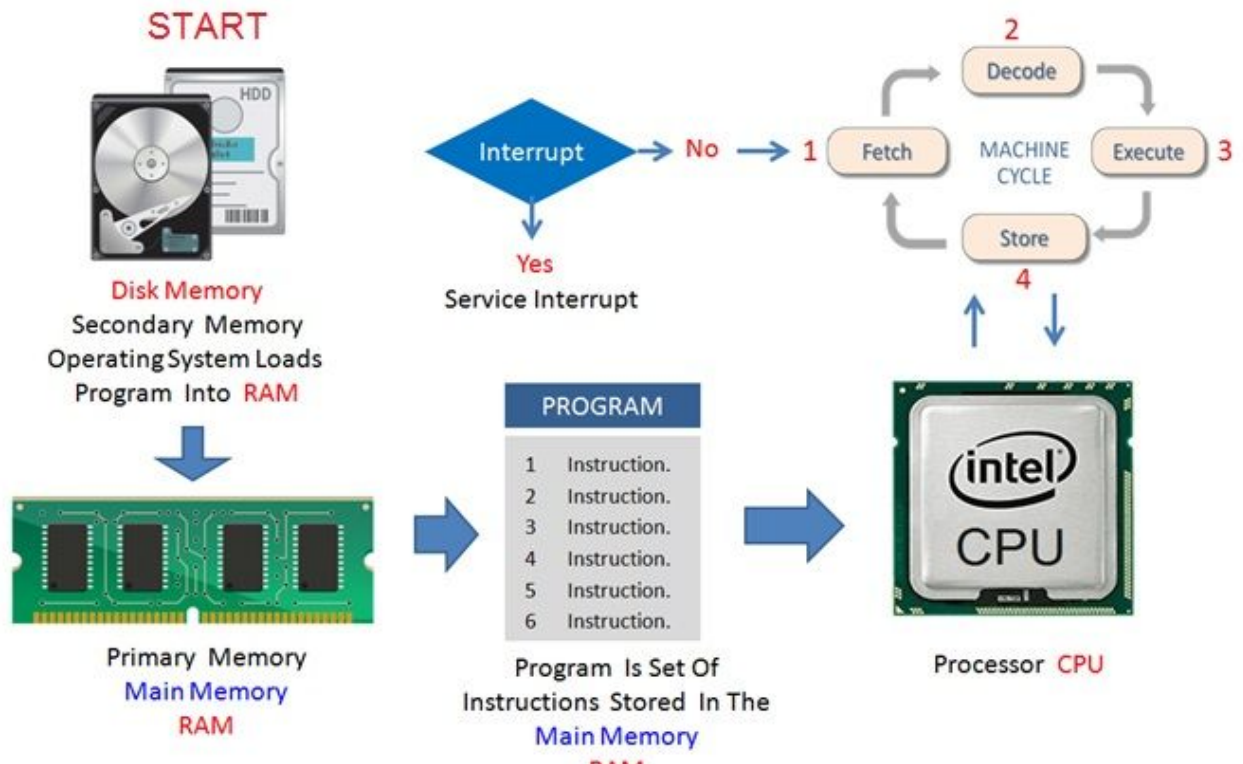 START
HDD
Disk Memory
Secondary Memory
Operating System Loads
Program Into RAM
Primary Memory
Main Memory
RAM
Interrupt
No
Yes
Service Interrupt
PROGRAM
1 Instruction.
2 Instruction.
3 Instruction.
4 Instruction.
5 Instruction.
6 Instruction.
Program Is Set Of
Instructions Stored In The
Main Memory
RAM
1 Fetch
2
Decode
Execute 3
Store
4
MACHINE
CYCLE
intel
CPU
Processor CPU